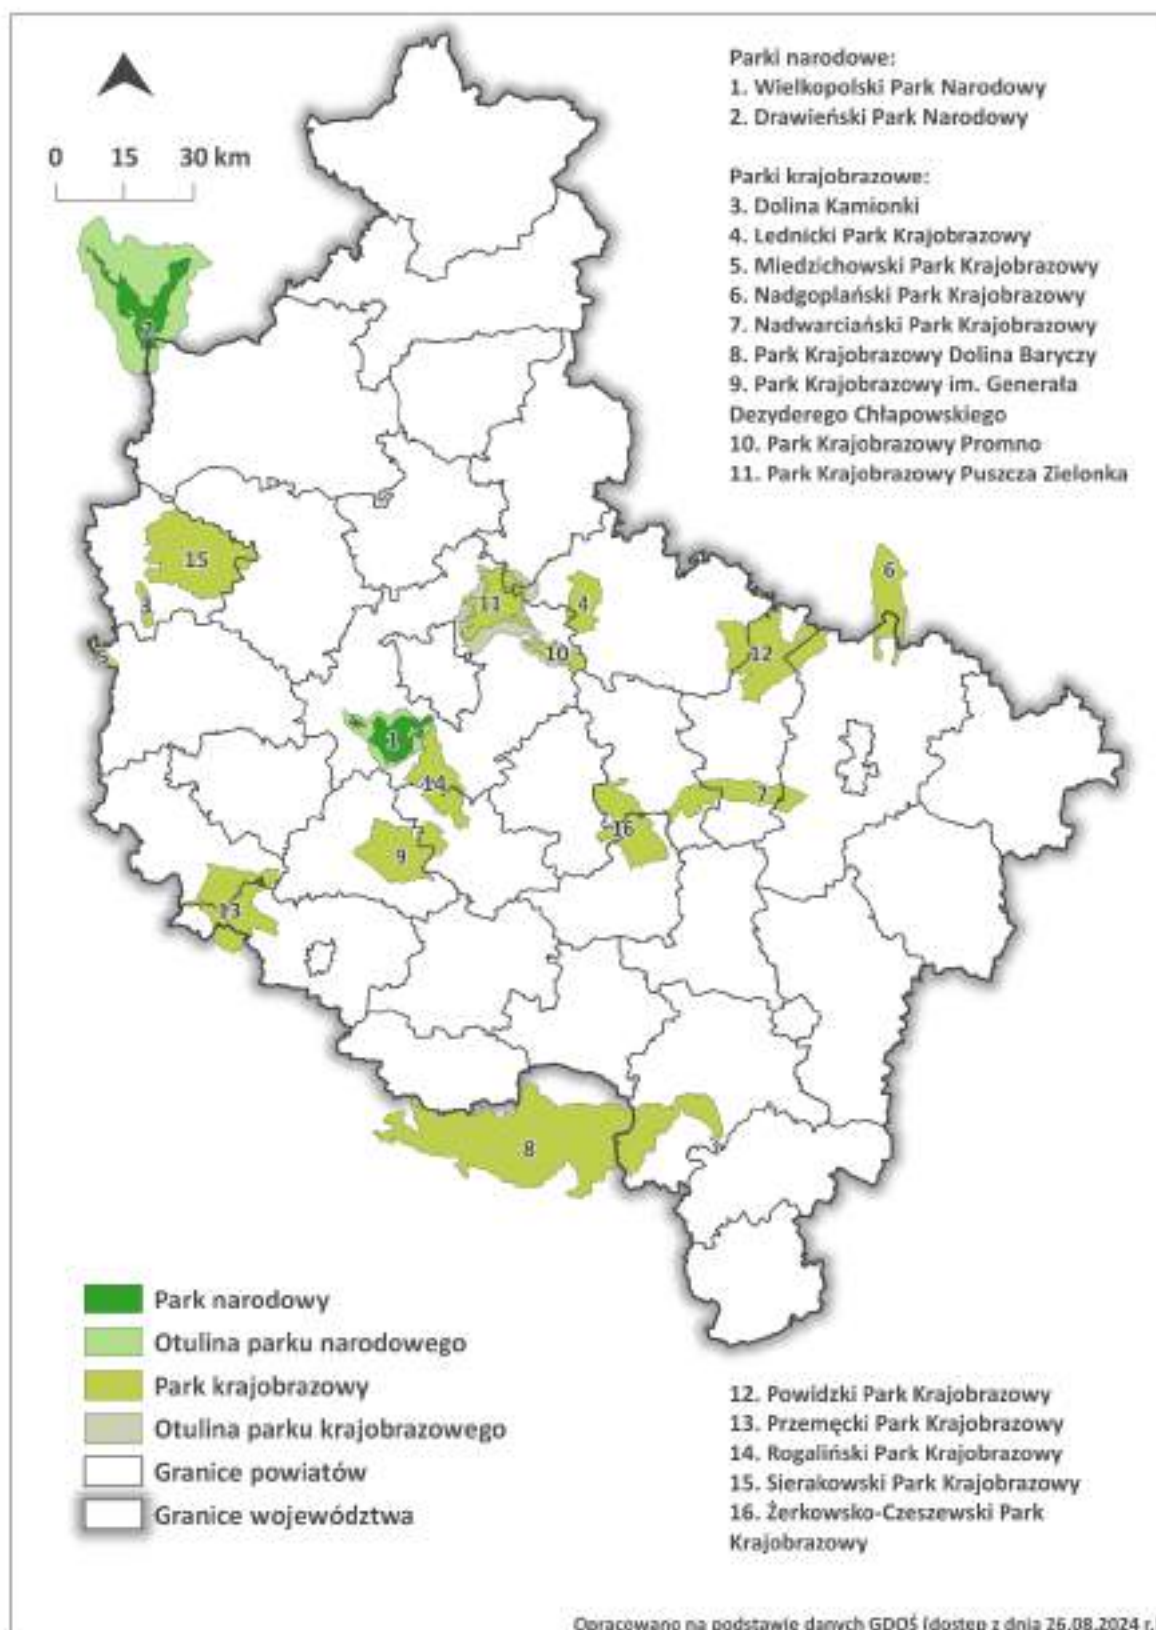 Parki narodowe:
1. Wielkopolski Park Narodowy
2. Drawieński Park Narodowy
0 15 30 km
Parki krajobrazowe:
3. Dolina Kamionki
4. Lednicki Park Krajobrazowy
5. Miedzichowski Park Krajobrazowy
6. Nadgoplański Park Krajobrazowy
7. Nadwarciański Park Krajobrazowy
8. Park Krajobrazowy Dolina Baryczy
9. Park Krajobrazowy im. Generała
Dezyderego Chłapowskiego
10. Park Krajobrazowy Promno
11. Park Krajobrazowy Puszcza Zielonka
2
15
6
3
11
4
5
10
12
1
14
7
16
9
13
8
Park narodowy
Otulina parku narodowego
Park krajobrazowy
Otulina parku krajobrazowego
Granice powiatów
Granice województwa
12. Powidzki Park Krajobrazowy
13. Przemęcki Park Krajobrazowy
14. Rogaliński Park Krajobrazowy
15. Sierakowski Park Krajobrazowy
16. Żerkowsko-Czeszewski Park
Krajobrazowy
Opracowano na podstawie danych GDOŚ (dostęp z dnia 26.08.2024 r.